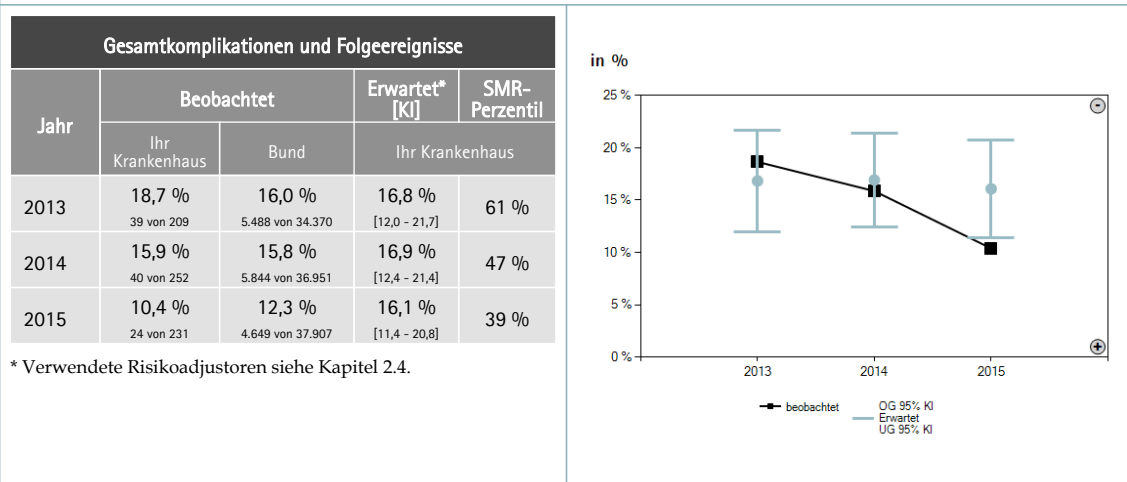 Gesamtkomplikationen und Folgeereignisse
Jahr
Beobachtet
Erwartet*
[KI]
SMR-
Perzentil
Ihr
Krankenhaus
Bund
Ihr Krankenhaus
2013
18,7 %
39 von 209
16,0 %
5.488 von 34.370
16,8 %
[12,0 - 21,7]
61 %
2014
15,9 %
40 von 252
15,8 %
5.844 von 36.951
16,9 %
[12,4 - 21,4]
47 %
2015
10,4 %
24 von 231
12,3 %
4.649 von 37.907
16,1 %
[11,4 - 20,8]
39 %
* Verwendete Risikoadjustoren siehe Kapitel 2.4.
in %
25 %
20 %
15 %
10 %
5 %
0 %
-
+
2013 2014 2015
beobachtet
OG 95% KI
Erwartet
UG 95% KI